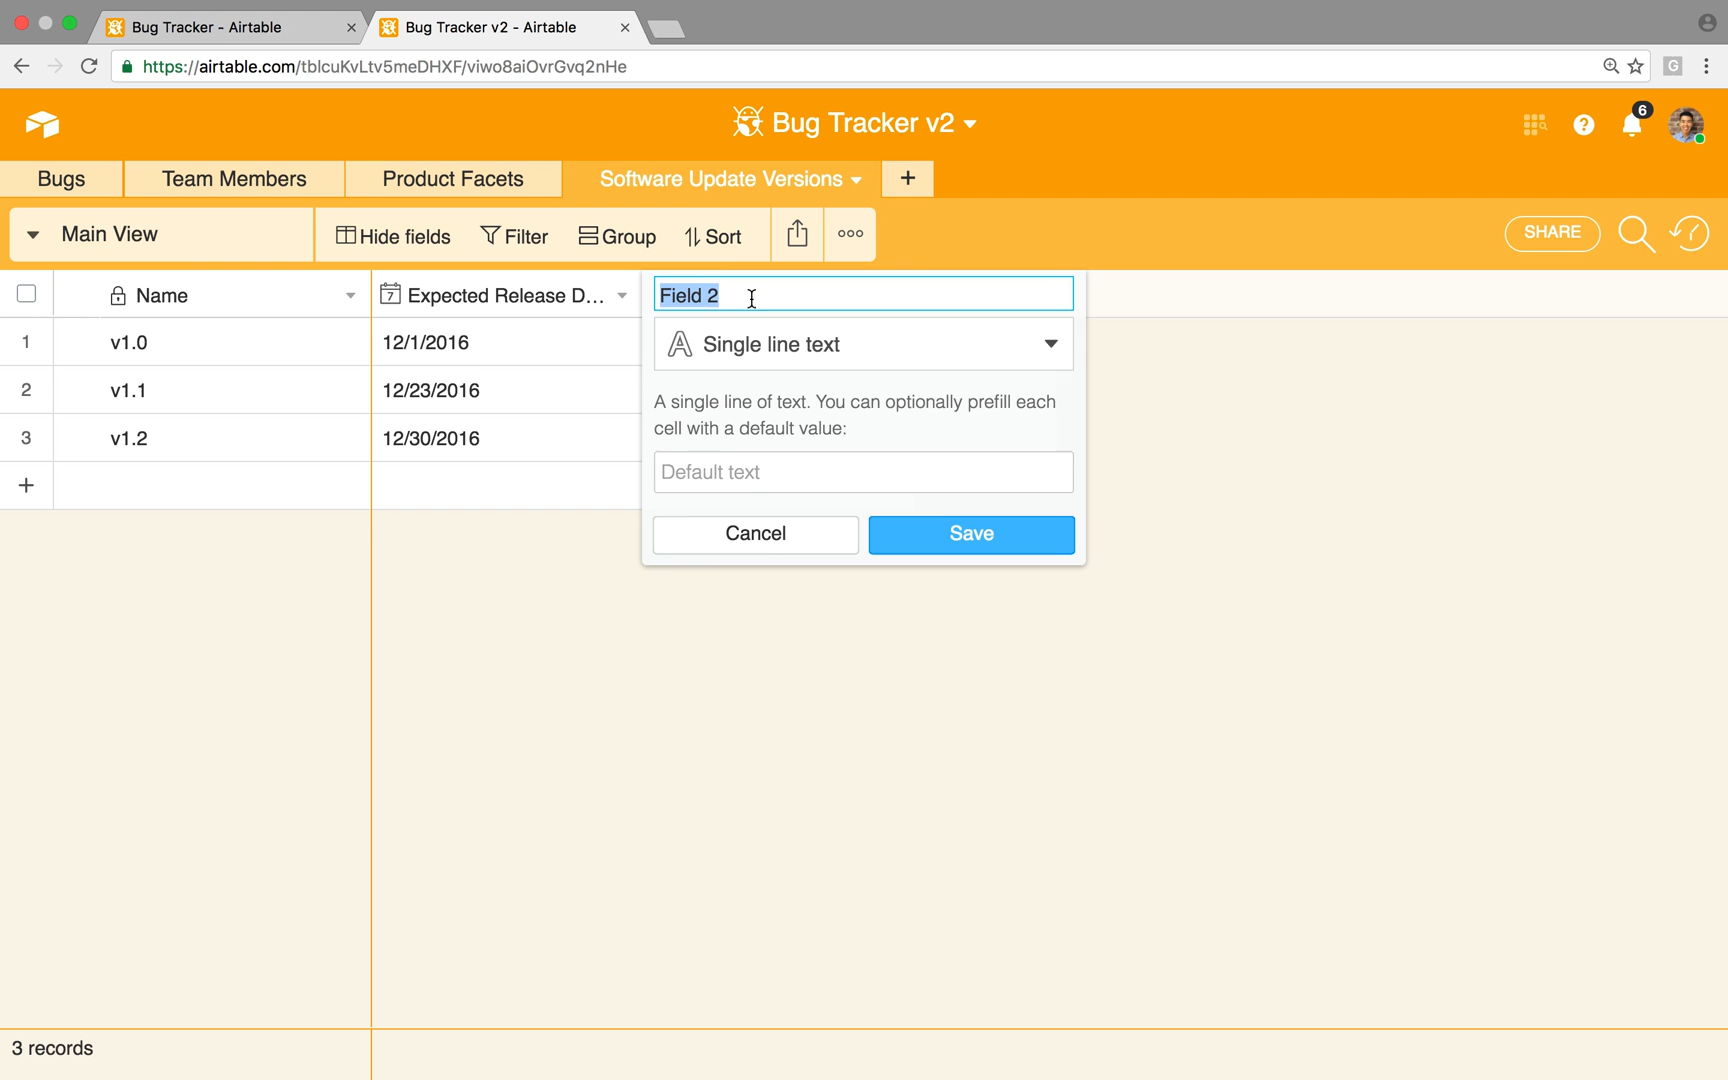 Bug Tracker - Airtable
Bug Tracker v2 - Airtable
https://airtable.com/tblcuKvLtv5meDHXF/viwo8aiOvrGvq2nHe
G
Bug Tracker v2
?
6
Bugs
Team Members
Product Facets
Software Update Versions
+
Main View
Hide fields
Filter
Group
Sort
SHARE
Name
7
Expected Release D...
Field 2
1
v1.0
12/1/2016
A Single line text
2
v1.1
12/23/2016
A single line of text. You can optionally prefill each
cell with a default value:
3
v1.2
12/30/2016
Default text
+
Cancel
Save
3 records